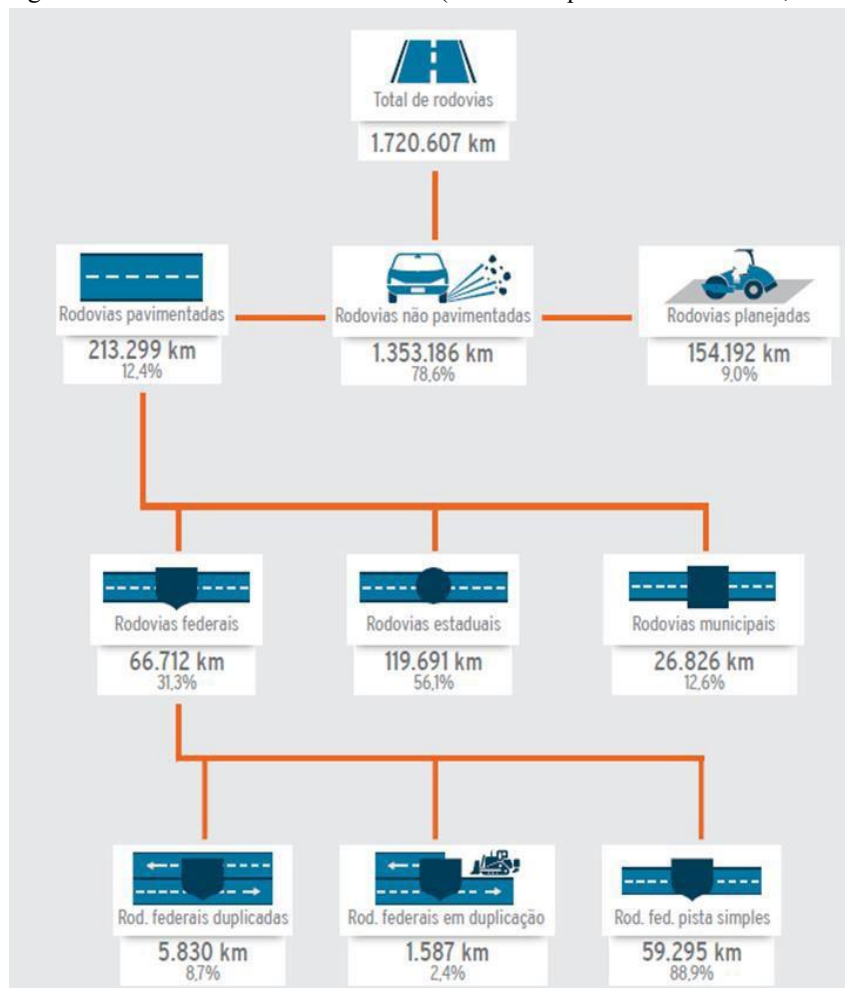 Total de rodovias
1.720.607 km
Rodovias pavimentadas
213.299 km
12,4%
Rodovias não pavimentadas
1.353.186 km
78,6%
Rodovias planejadas
154.192 km
9,0%
Rodovias federais
66.712 km
31,3%
Rodovias estaduais
119.691 km
56,1%
Rodovias municipais
26.826 km
12,6%
Rod. federais duplicadas
5.830 km
8,7%
Rod. federais em duplicação
1.587 km
2,4%
Rod. fed. pista simples
59.295 km
88,9%